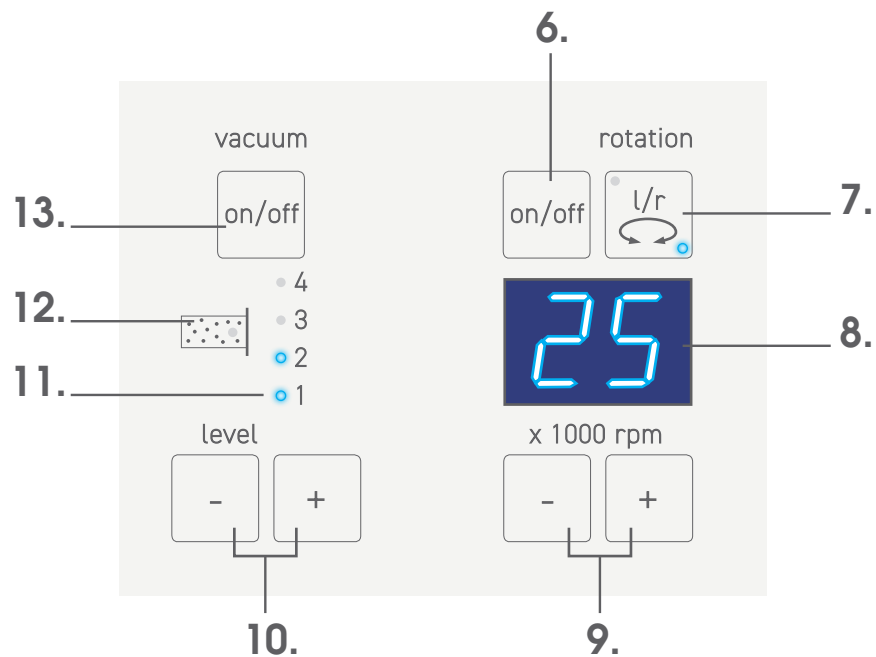 6.
vacuum rotation
13. on/off on/off l/r 7.
4
12. 3
25 8.
2
11. 1
level x 1000 rpm
- + - +
10. 9.